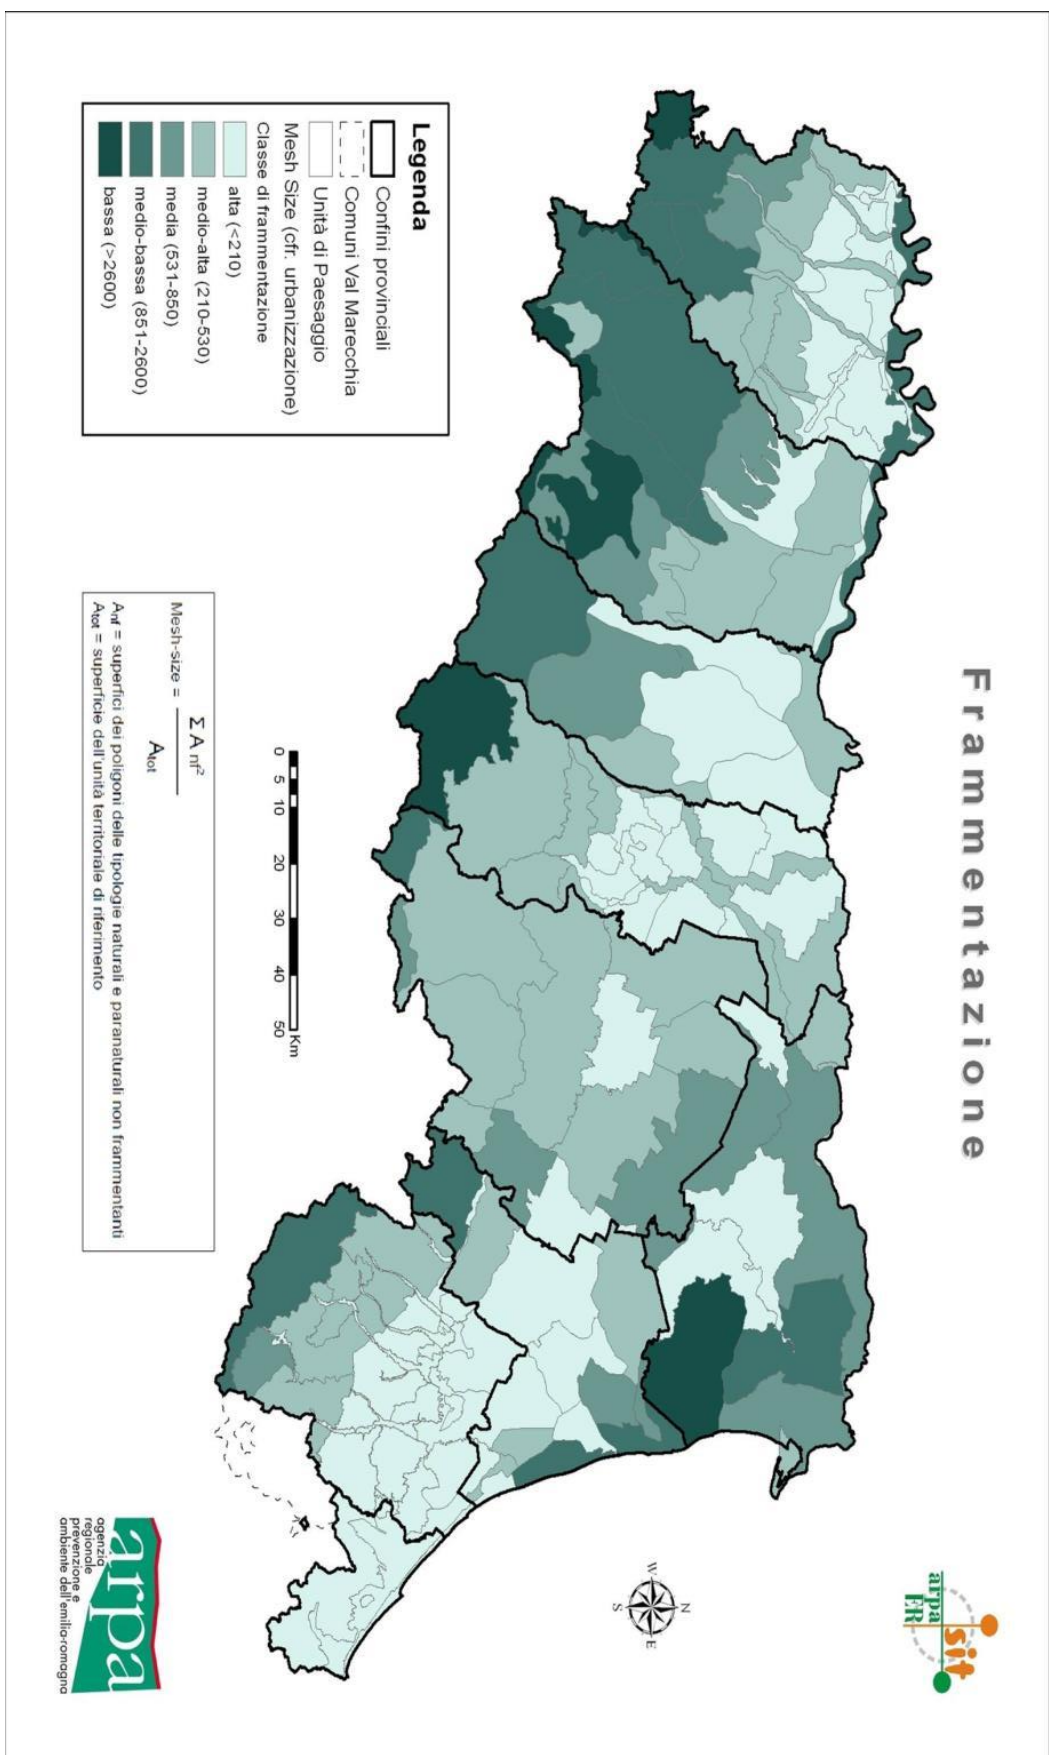 Frammentazione
Legenda
Confini provinciali
Comuni Val Marecchia
Unità di Paesaggio
Mesh Size (cfr. urbanizzazione)
Classe di frammentazione
alta (<210)
medio-alta (210-530)
media (531-850)
medio-bassa (851-2600)
bassa (>2600)
0 5 10 20 30 40 50
Km
Mesh-size = Σ A nf²
Atot
Anf = superfici dei poligoni delle tipologie naturali e paranaturali non frammentanti
Atot = superficie dell'unità territoriale di riferimento
N
W
E
S
sit
arpa
ER
arpa
agenzia
regionale
prevenzione e
ambiente dell'emilia-romagna